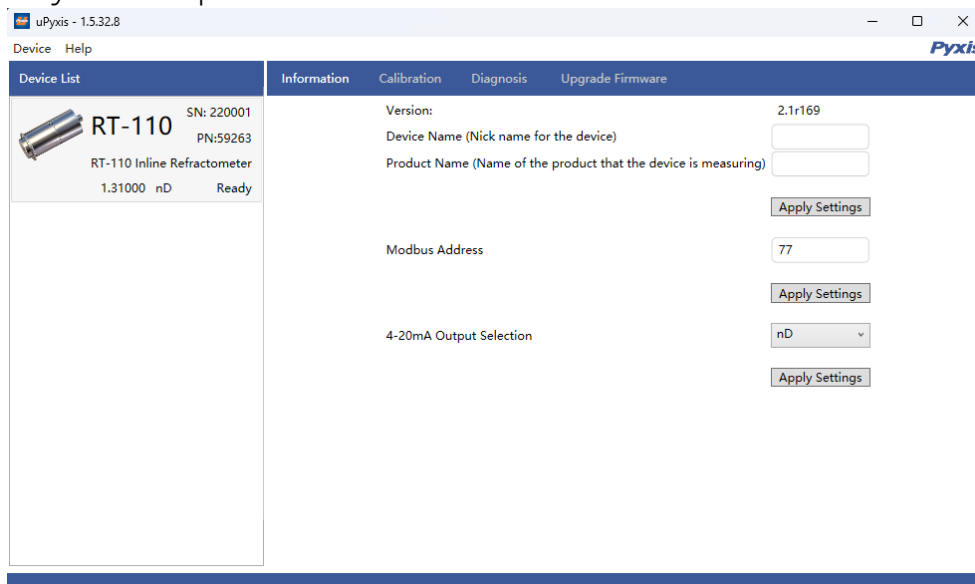 uPyxis - 1.5.32.8
Device Help
Pyxis
Device List
Information Calibration Diagnosis Upgrade Firmware
RT-110
SN: 220001
PN:59263
RT-110 Inline Refractometer
1.31000 nD Ready
Version: 2.1r169
Device Name (Nick name for the device)
Product Name (Name of the product that the device is measuring)
Apply Settings
Modbus Address 77
Apply Settings
4-20mA Output Selection nD
Apply Settings